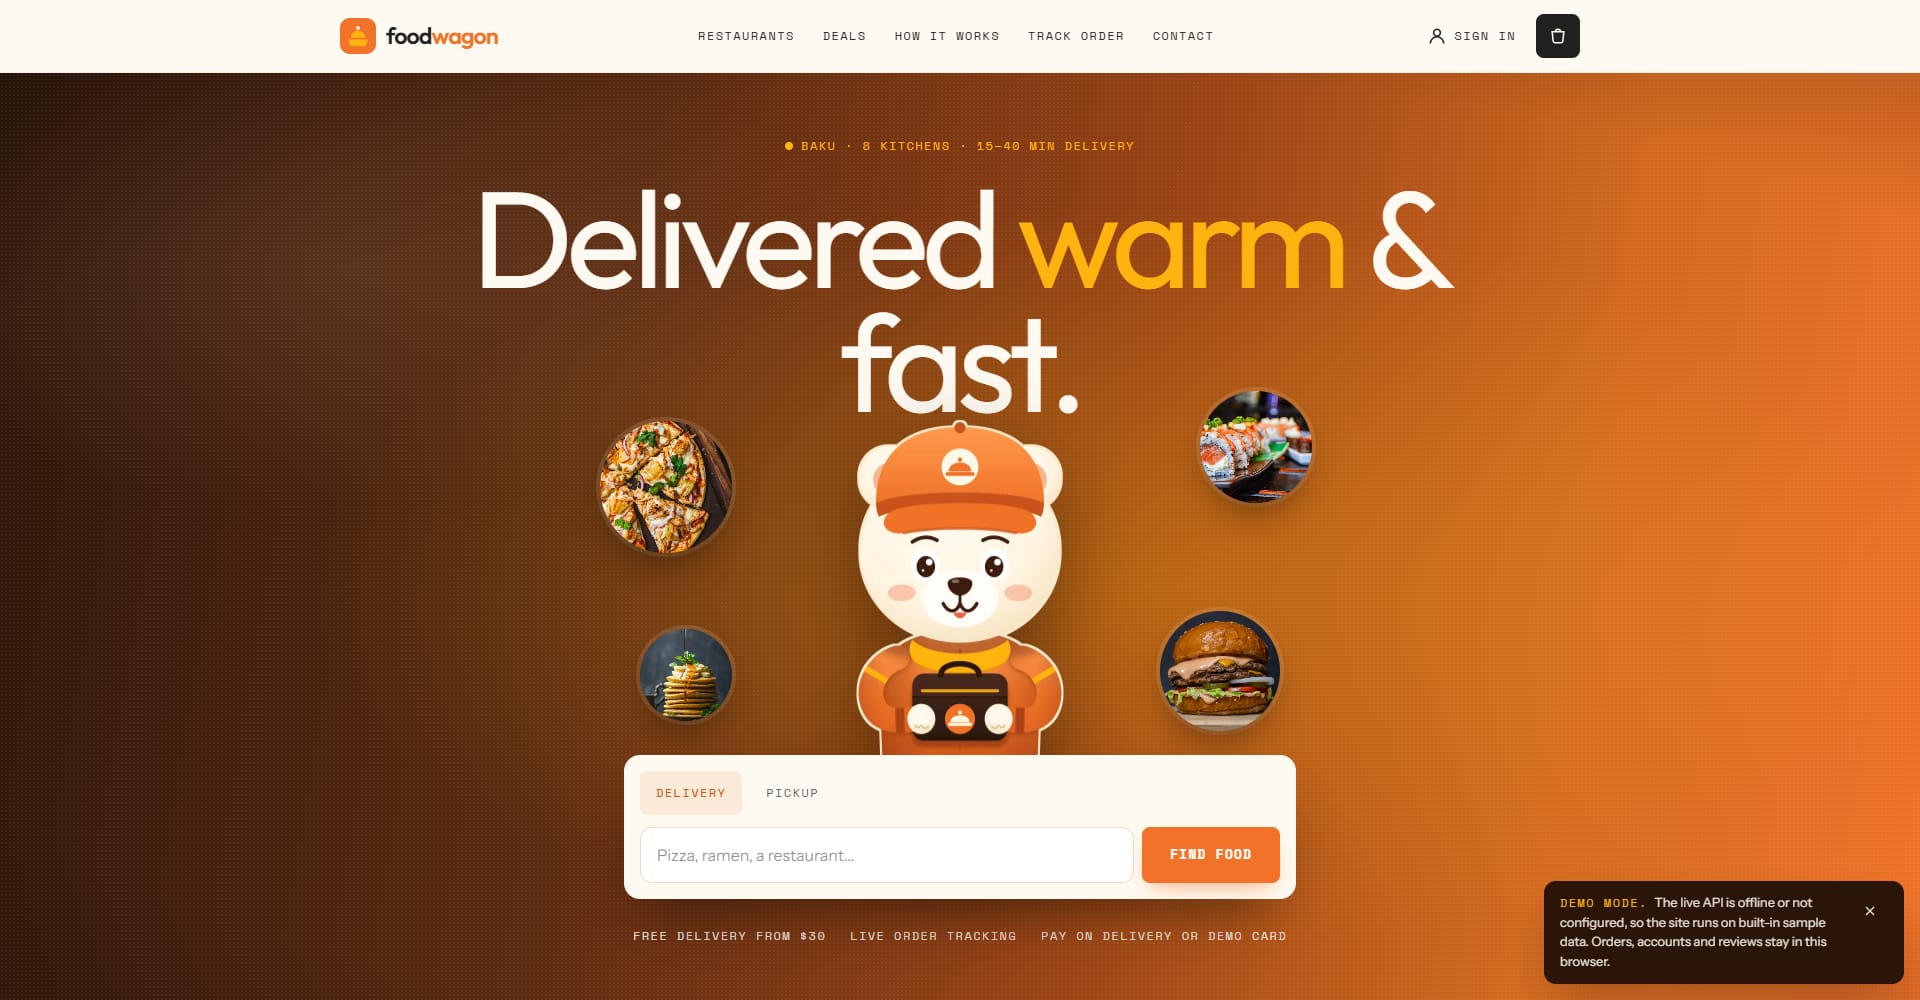 foodwagon
RESTAURANTS DEALS HOW IT WORKS TRACK ORDER CONTACT
SIGN IN
BAKU · 8 KITCHENS · 15–40 MIN DELIVERY
Delivered warm &
fast.
DELIVERY PICKUP
Pizza, ramen, a restaurant...
FIND FOOD
FREE DELIVERY FROM $30 LIVE ORDER TRACKING PAY ON DELIVERY OR DEMO CARD
DEMO MODE. The live API is offline or not
configured, so the site runs on built-in sample
data. Orders, accounts and reviews stay in this
browser.